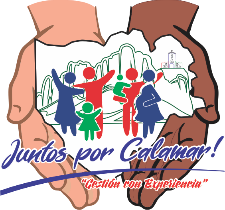 Juntos por Calamar!
"Gestión con Experiencia"